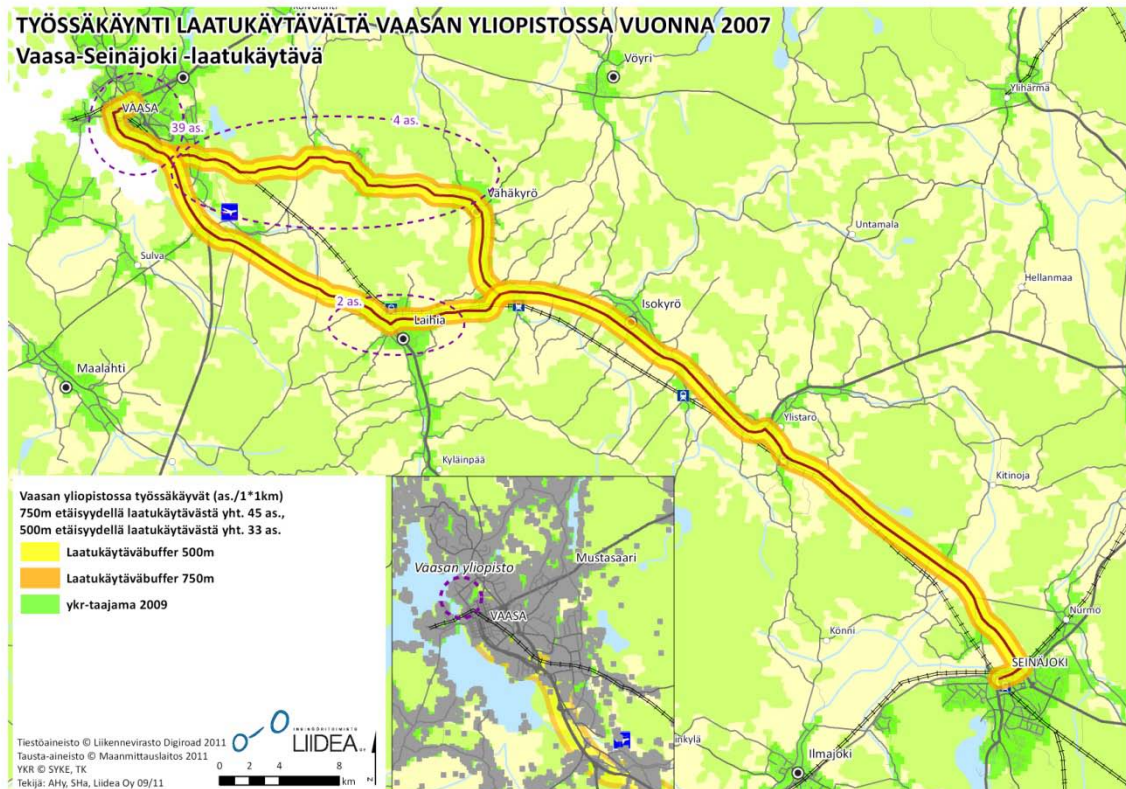 TYÖSSÄKÄYNTI LAATUKÄYTÄVÄLTÄ VAASAN YLIOPISTOSSA VUONNA 2007
Vaasa-Seinäjoki -laatukäytävä
Vöyri
Ylihärmä
VAASA
39 as.
4 as.
Vähäkyrö
Untamala
Sulva
Hellanmaa
2 as.
Laihia
Isokyrö
Maalahti
Ylistaro
Kyläinpää
Kitinoja
Vaasan yliopistossa työssäkäyvät (as./1*1km)
750m etäisyydellä laatukäytävästä yht. 45 as.,
500m etäisyydellä laatukäytävästä yht. 33 as.
Laatukäytäväbuffer 500m
Laatukäytäväbuffer 750m
ykr-taajama 2009
Mustasaari
Vaasan yliopisto
VAASA
Nurmo
Könni
SEINÄJOKI
Ilmajoki
INSINÖÖRITOIMISTO
LIIDEA
Tiestöaineisto © Liikennevirasto Digiroad 2011
Tausta-aineisto © Maanmittauslaitos 2011
YKR © SYKE, TK
Tekijä: AHy, SHa, Liidea Oy 09/11
0 2 4 8
km